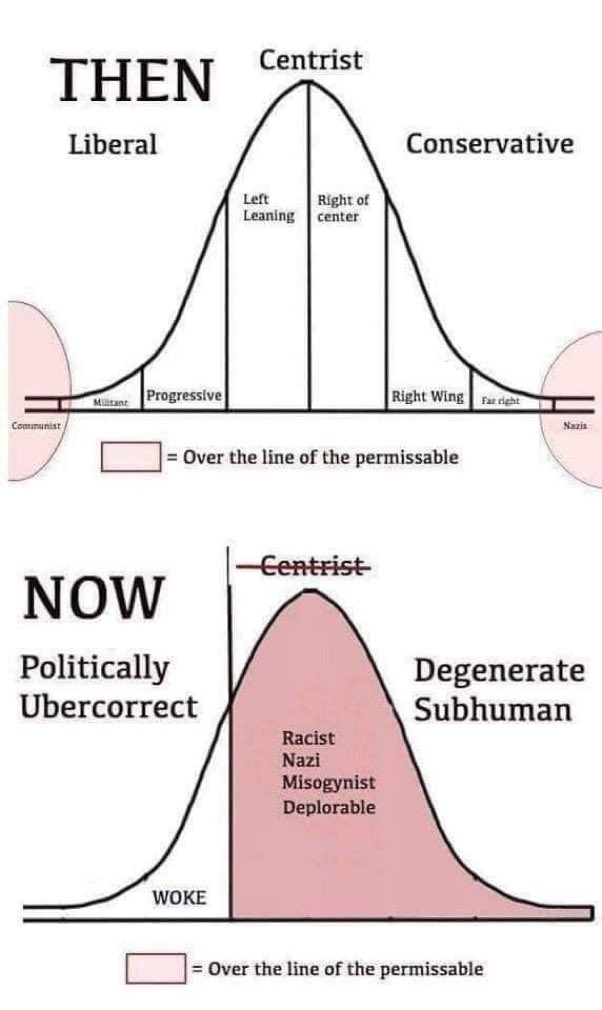 THEN
Centrist
Liberal
Conservative
Left
Leaning
Right of
center
Militant
Progressive
Right Wing
Far right
Communist
Nazis
= Over the line of the permissable
Centrist
NOW
Politically
Ubercorrect
Degenerate
Subhuman
Racist
Nazi
Misogynist
Deplorable
WOKE
= Over the line of the permissable